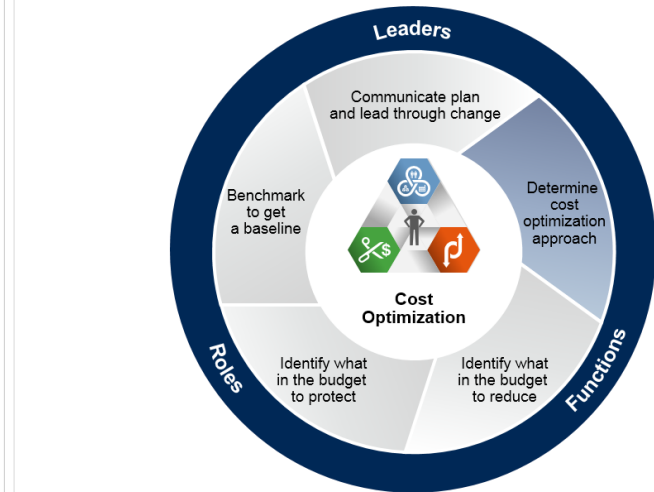 Leaders
Communicate plan
and lead through change
Benchmark
to get
a baseline
Determine
cost
optimization
approach
$
Cost
Optimization
Identify what
in the budget
to protect
Identify what
in the budget
to reduce
Roles
Functions